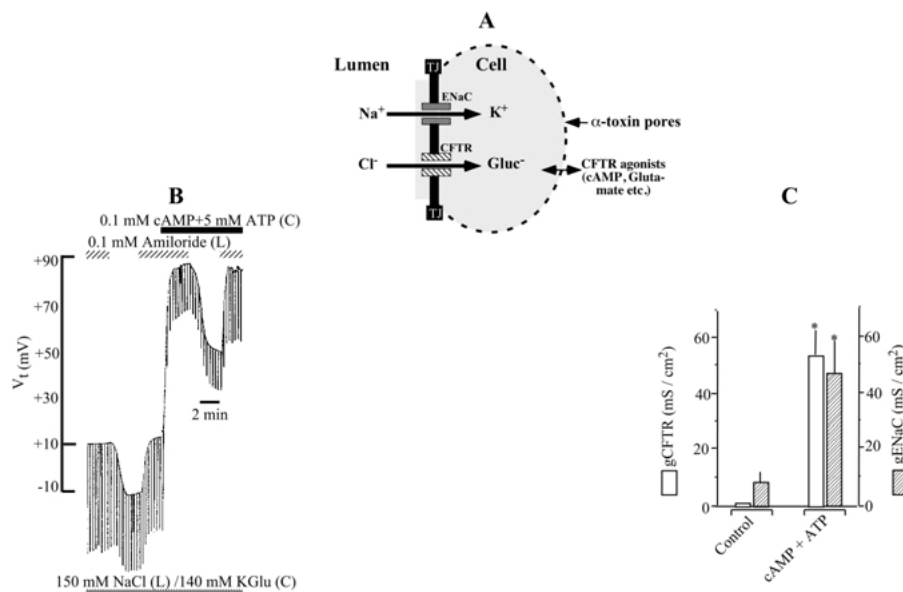 A
Lumen
Cell
TJ
ENaC
Na⁺
K⁺
α-toxin pores
CFTR
Cl⁻
Gluc⁻
CFTR agonists
(cAMP, Gluta-
mate etc.)
TJ
B
0.1 mM cAMP+5 mM ATP (C)
0.1 mM Amiloride (L)
+90
+70
+50
+30
+10
-10
Vt (mV)
2 min
150 mM NaCl (L) /140 mM KGlu (C)
C
gCFTR (mS / cm²)
60
40
20
0
* *
60
40
20
0
gENaC (mS / cm²)
Control
cAMP + ATP